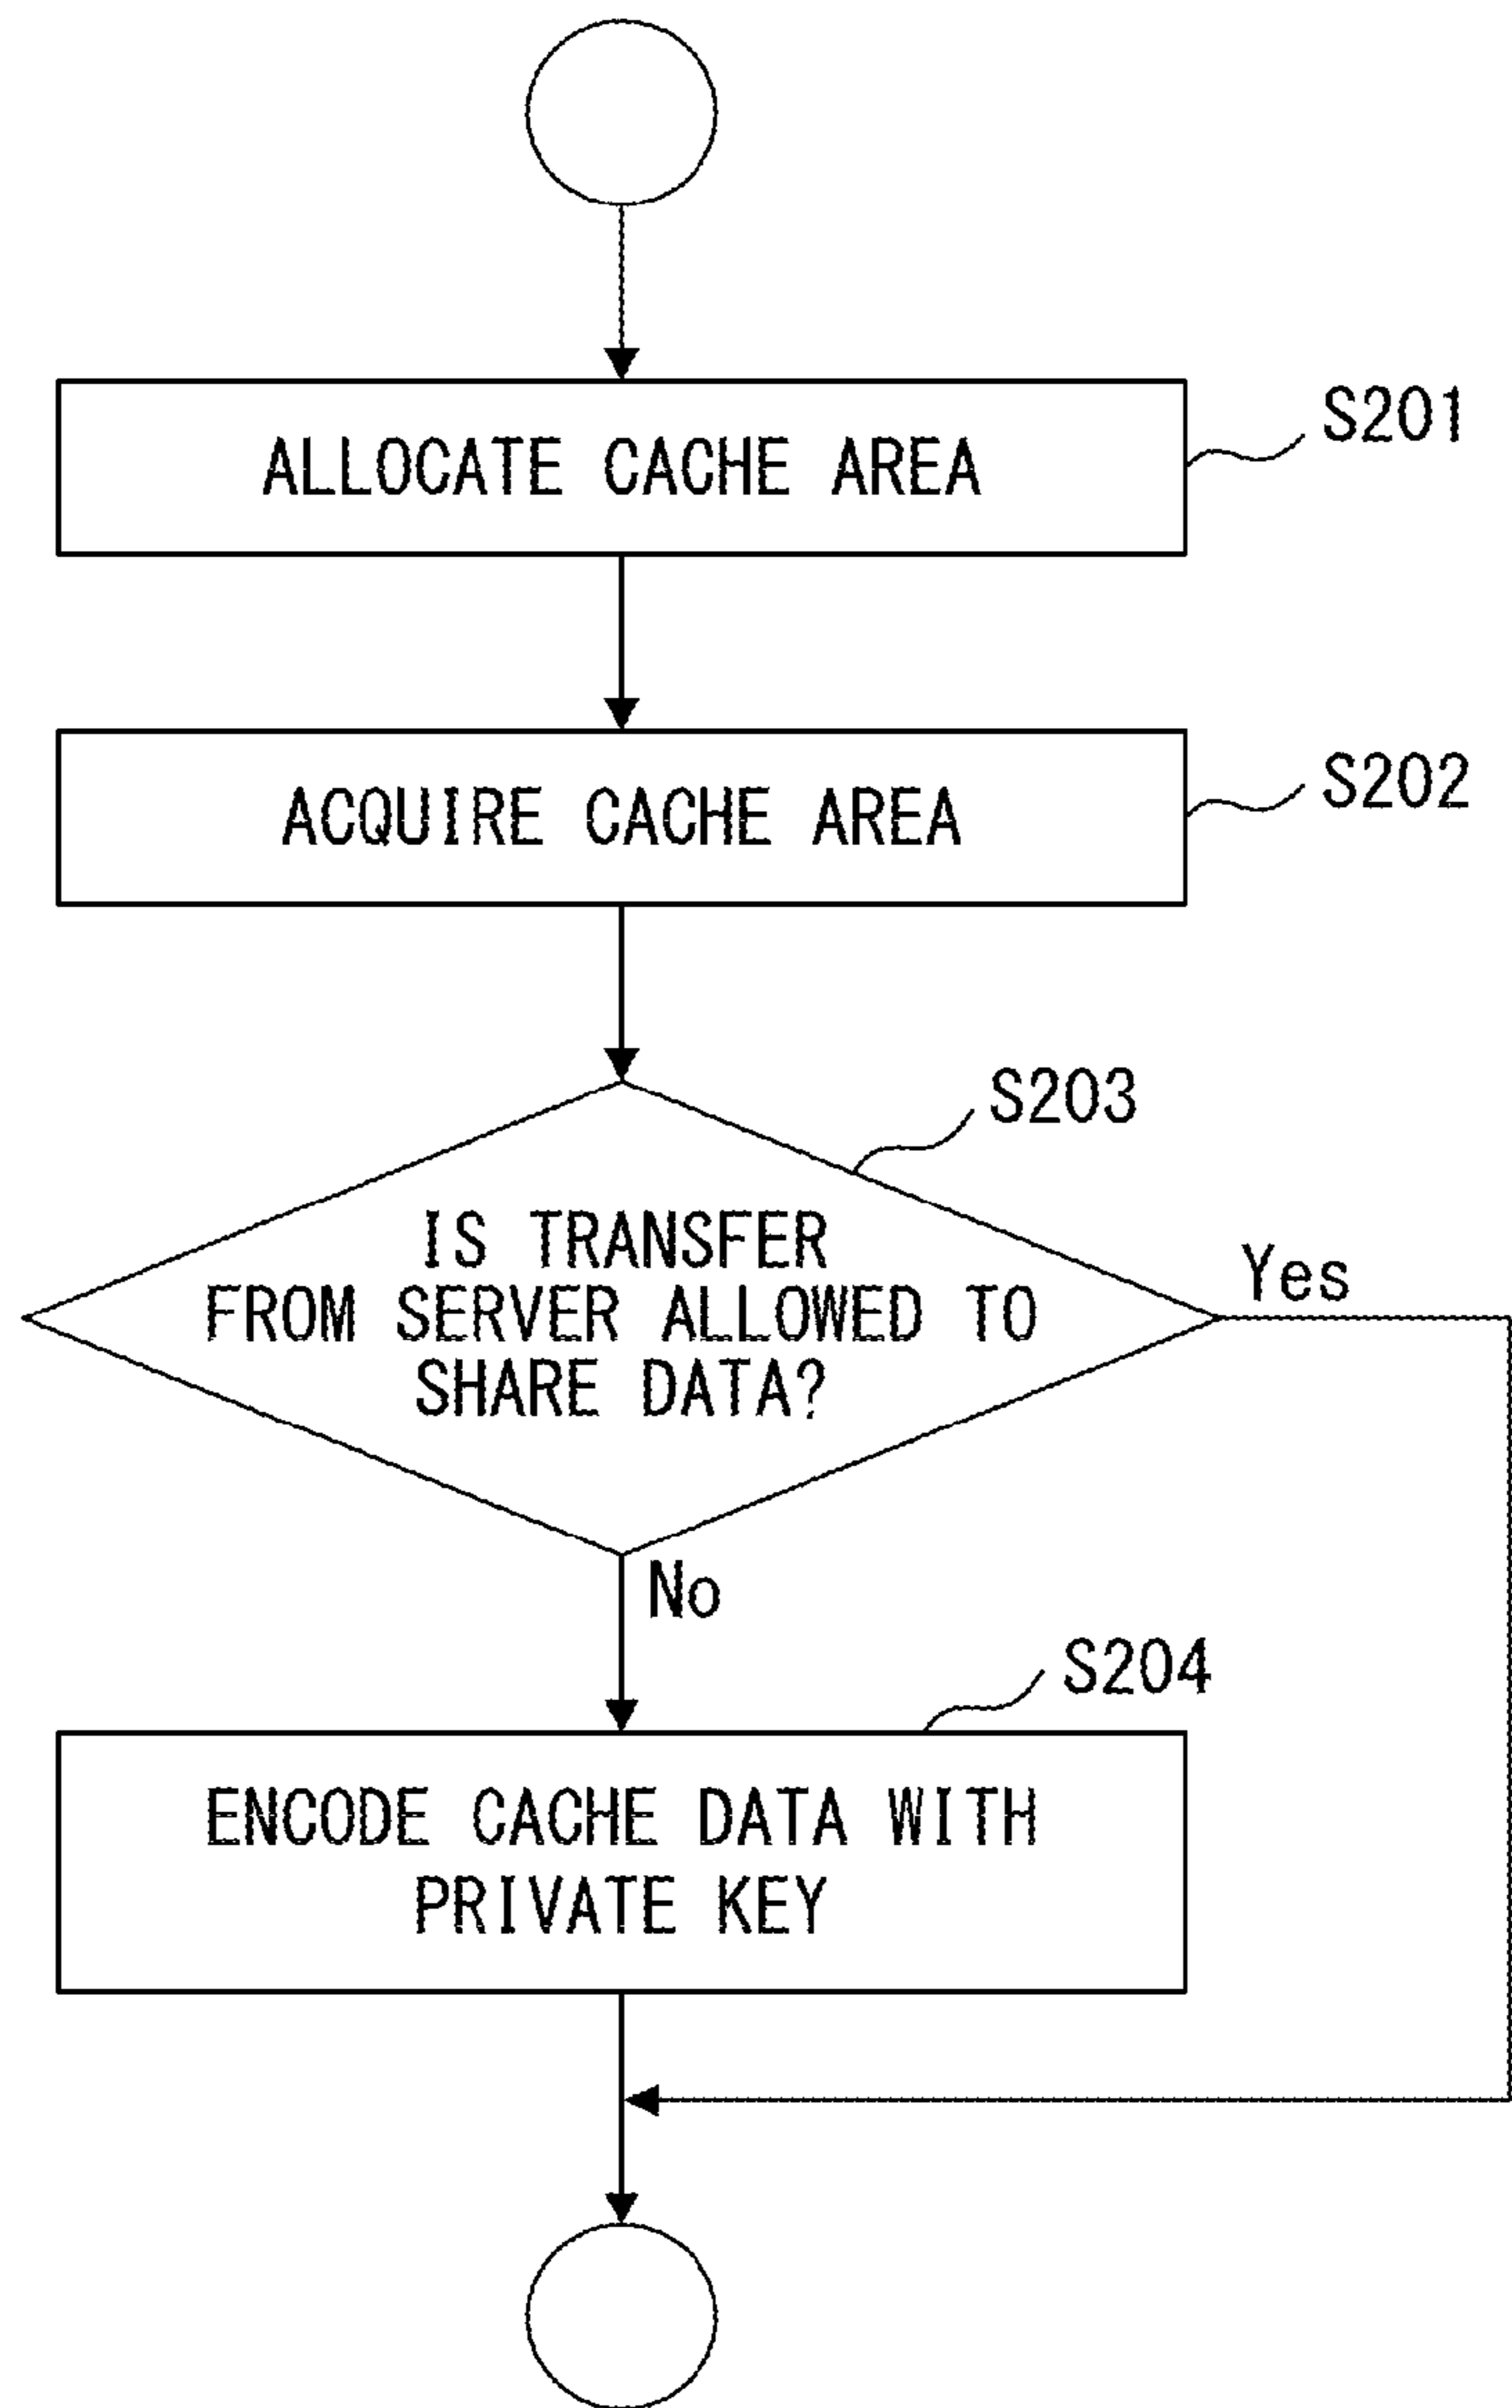 ALLOCATE CACHE AREA
S201
ACQUIRE CACHE AREA
S202
S203
IS TRANSFER
FROM SERVER ALLOWED TO
SHARE DATA?
Yes
No
S204
ENCODE CACHE DATA WITH
PRIVATE KEY